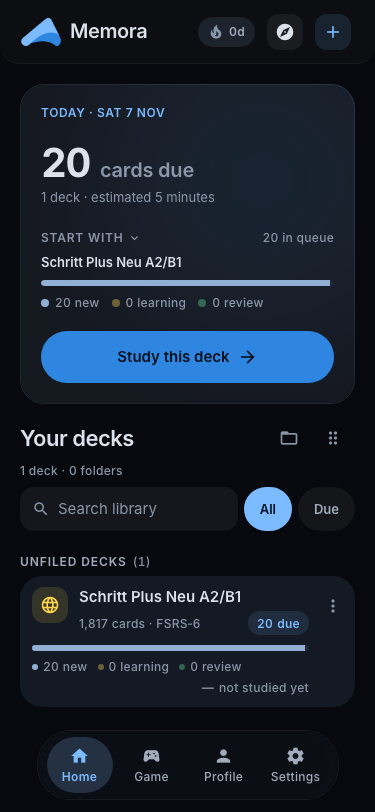 Memora
0d
TODAY · SAT 7 NOV
20 cards due
1 deck · estimated 5 minutes
START WITH
20 in queue
Schritt Plus Neu A2/B1
20 new 0 learning 0 review
Study this deck →
Your decks
1 deck · 0 folders
Search library
All
Due
UNFILED DECKS (1)
Schritt Plus Neu A2/B1
1,817 cards · FSRS-6
20 due
20 new 0 learning 0 review
— not studied yet
Home Game Profile Settings